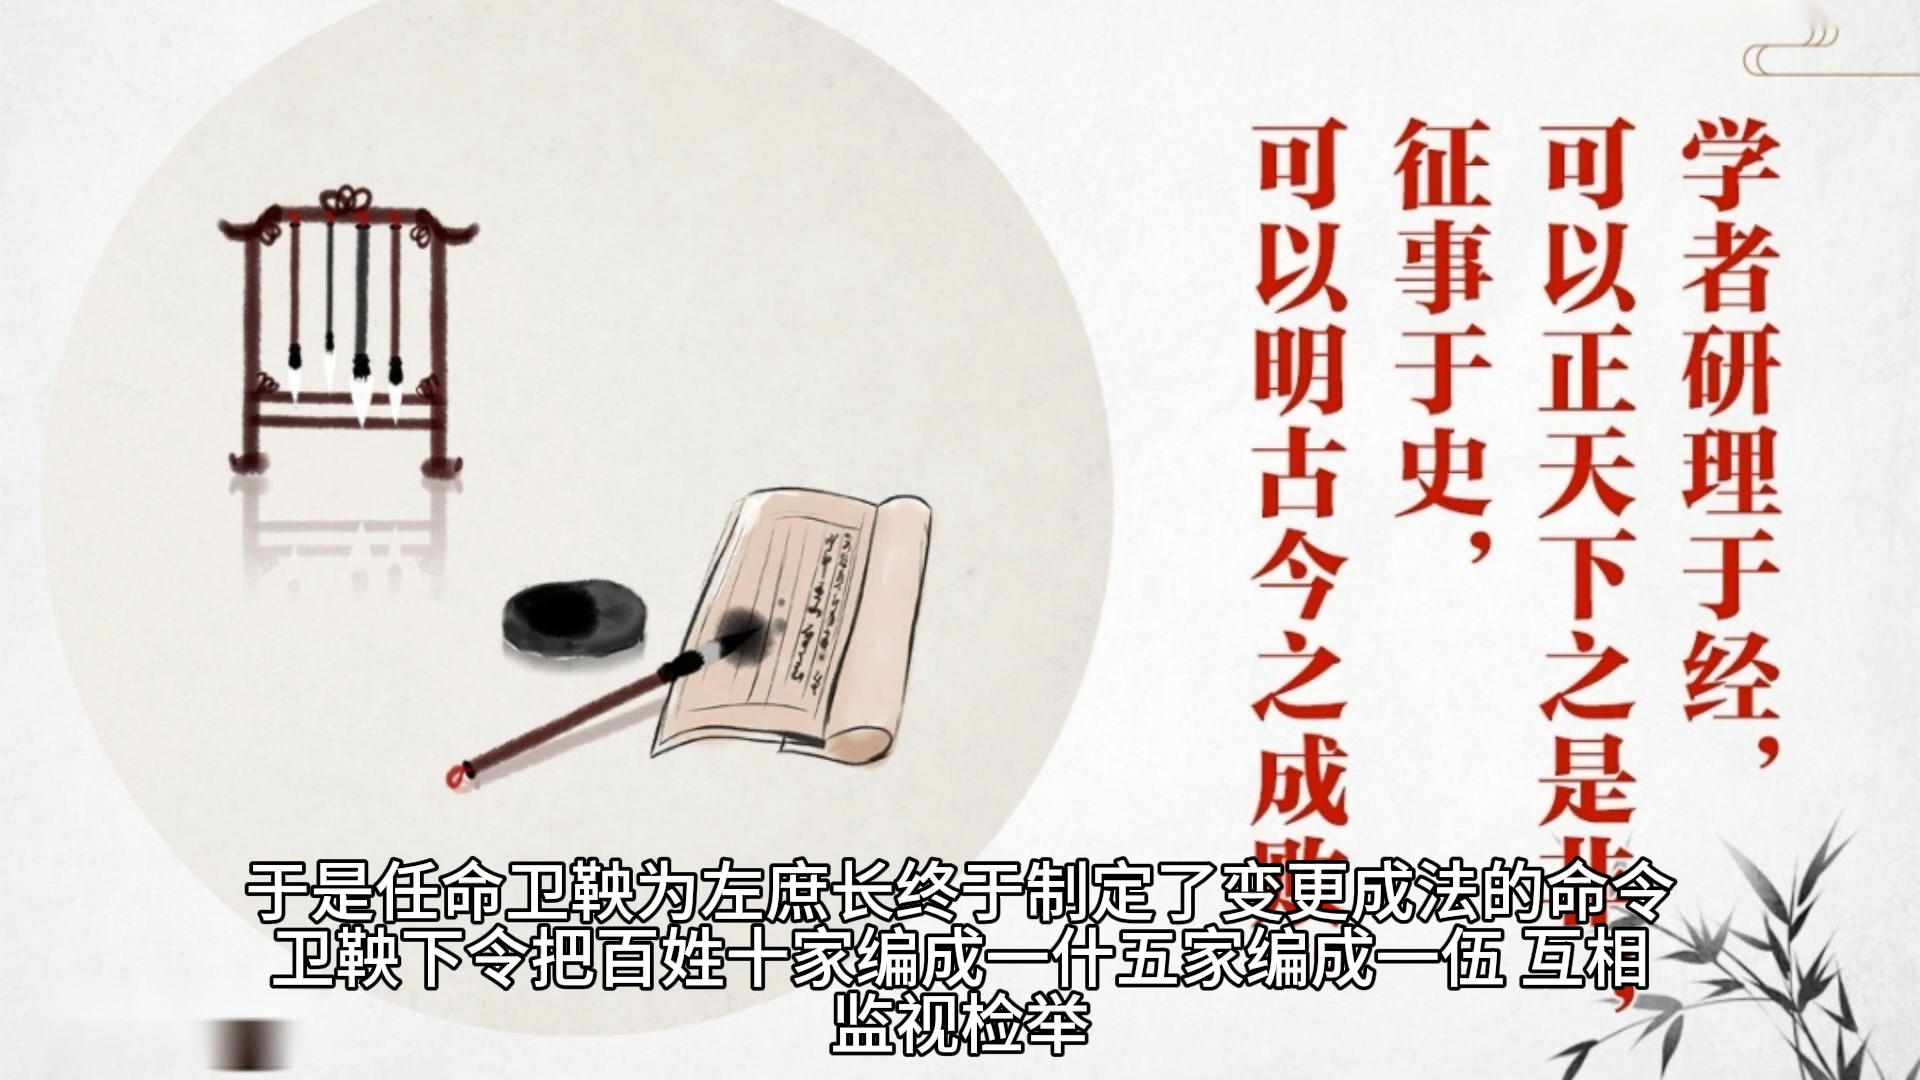 学者研理于经，
可以正天下之是非，
征事于史，
可以明古今之成败
于是任命卫鞅为左庶长终于制定了变更成法的命令
卫鞅下令把百姓十家编成一什五家编成一伍 互相
监视检举